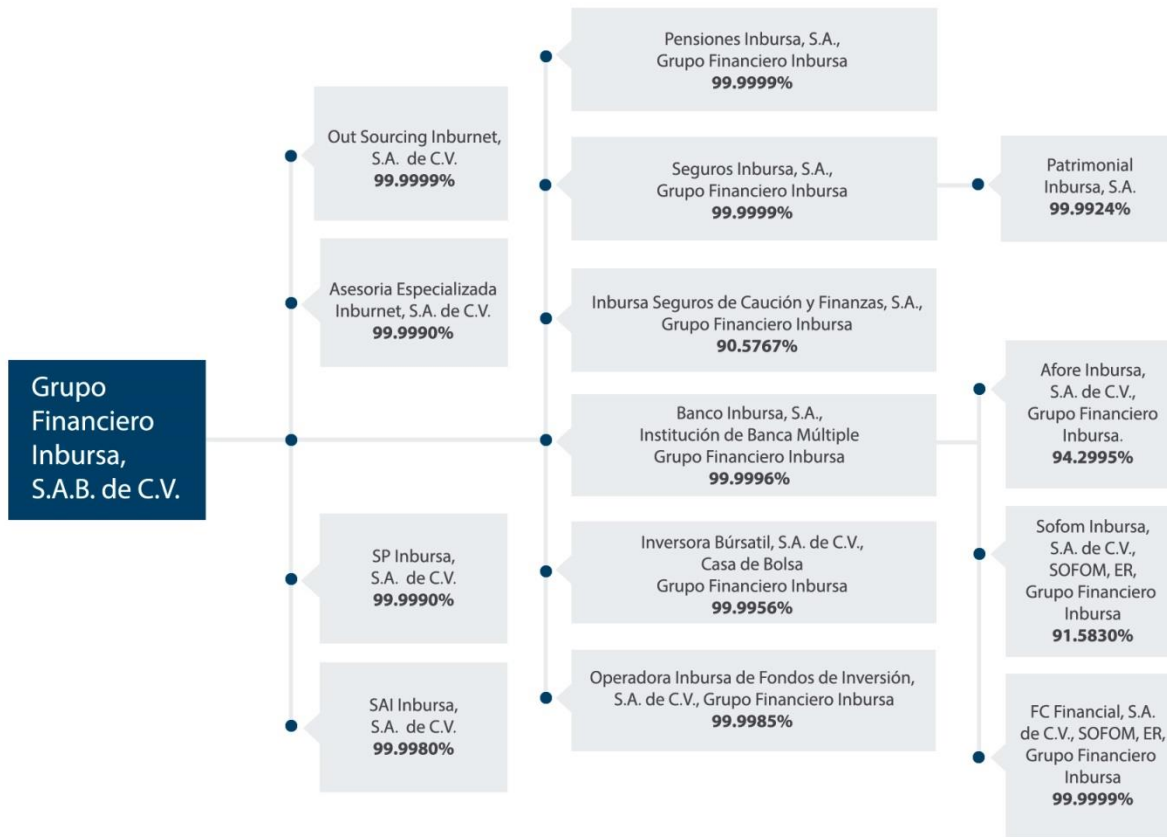 Grupo
Financiero
Inbursa,
S.A.B. de C.V.
Out Sourcing Inburnet,
S.A. de C.V.
99.9999%
Asesoria Especializada
Inburnet, S.A. de C.V.
99.9990%
SP Inbursa,
S.A. de C.V.
99.9990%
SAI Inbursa,
S.A. de C.V.
99.9980%
Pensiones Inbursa, S.A.,
Grupo Financiero Inbursa
99.9999%
Seguros Inbursa, S.A.,
Grupo Financiero Inbursa
99.9999%
Inbursa Seguros de Caución y Finanzas, S.A.,
Grupo Financiero Inbursa
90.5767%
Banco Inbursa, S.A.,
Institución de Banca Múltiple
Grupo Financiero Inbursa
99.9996%
Inversora Búrsatil, S.A. de C.V.,
Casa de Bolsa
Grupo Financiero Inbursa
99.9956%
Operadora Inbursa de Fondos de Inversión,
S.A. de C.V., Grupo Financiero Inbursa
99.9985%
Patrimonial
Inbursa, S.A.
99.9924%
Afore Inbursa,
S.A. de C.V.,
Grupo Financiero
Inbursa.
94.2995%
Sofom Inbursa,
S.A. de C.V.,
SOFOM, ER,
Grupo Financiero
Inbursa
91.5830%
FC Financial, S.A.
de C.V., SOFOM, ER,
Grupo Financiero
Inbursa
99.9999%